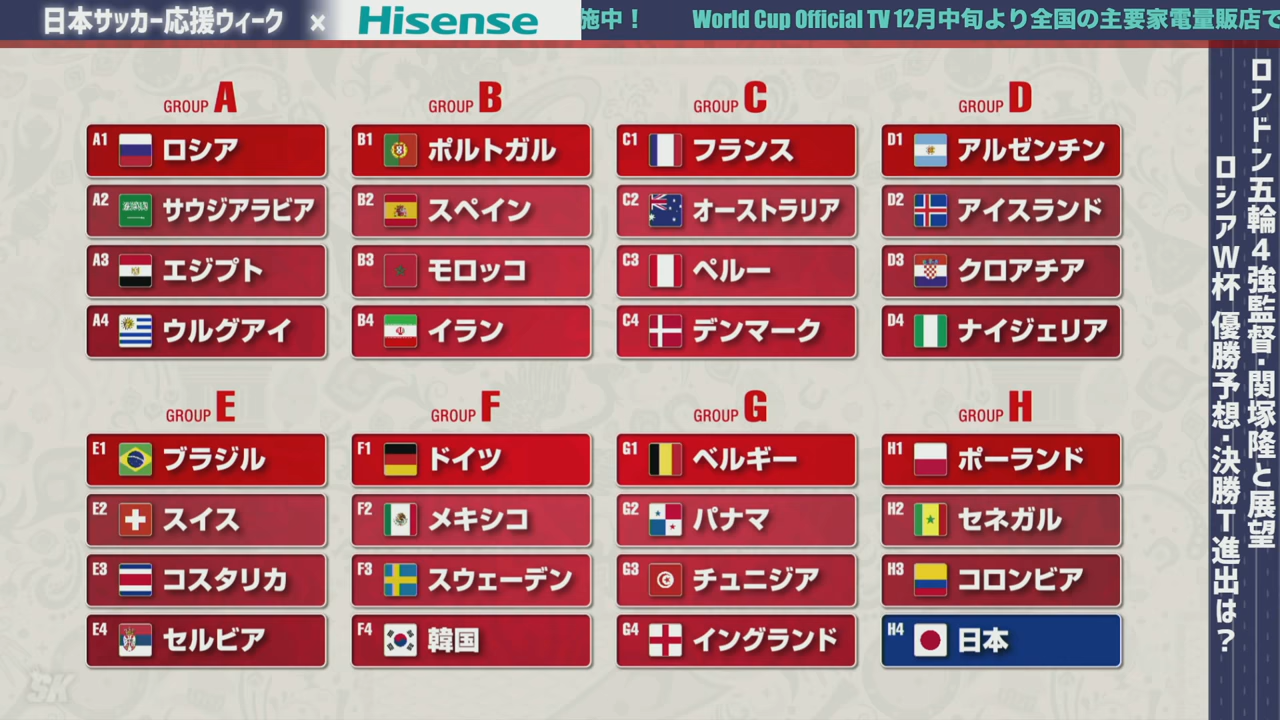 日本サッカー応援ウィーク × Hisense 施中！ World Cup Official TV 12月中旬より全国の主要家電量販店で
ロンドン五輪4強監督・関塚隆と展望
ロシアW杯 優勝予想・決勝T進出は?
GROUP A
A1 ロシア
A2 サウジアラビア
A3 エジプト
A4 ウルグアイ
GROUP B
B1 ポルトガル
B2 スペイン
B3 モロッコ
B4 イラン
GROUP C
C1 フランス
C2 オーストラリア
C3 ペルー
C4 デンマーク
GROUP D
D1 アルゼンチン
D2 アイスランド
D3 クロアチア
D4 ナイジェリア
GROUP E
E1 ブラジル
E2 スイス
E3 コスタリカ
E4 セルビア
GROUP F
F1 ドイツ
F2 メキシコ
F3 スウェーデン
F4 韓国
GROUP G
G1 ベルギー
G2 パナマ
G3 チュニジア
G4 イングランド
GROUP H
H1 ポーランド
H2 セネガル
H3 コロンビア
H4 日本
SK